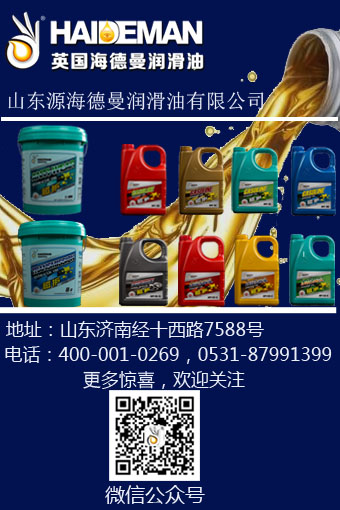 HAIDEMAN
英国海德曼润滑油
山东源海德曼润滑油有限公司
地址：山东济南经十西路7588号
电话：400-001-0269，0531-87991399
更多惊喜，欢迎关注
微信公众号